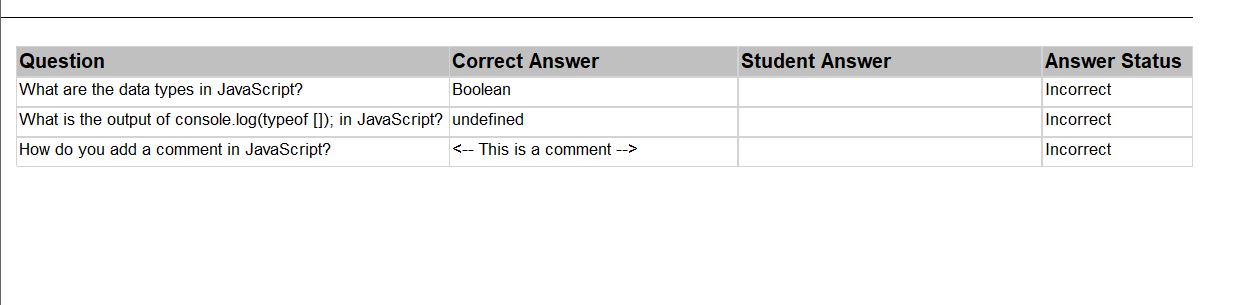 Question Correct Answer Student Answer Answer Status
What are the data types in JavaScript? Boolean Incorrect
What is the output of console.log(typeof []); in JavaScript? undefined Incorrect
How do you add a comment in JavaScript? <-- This is a comment --> Incorrect